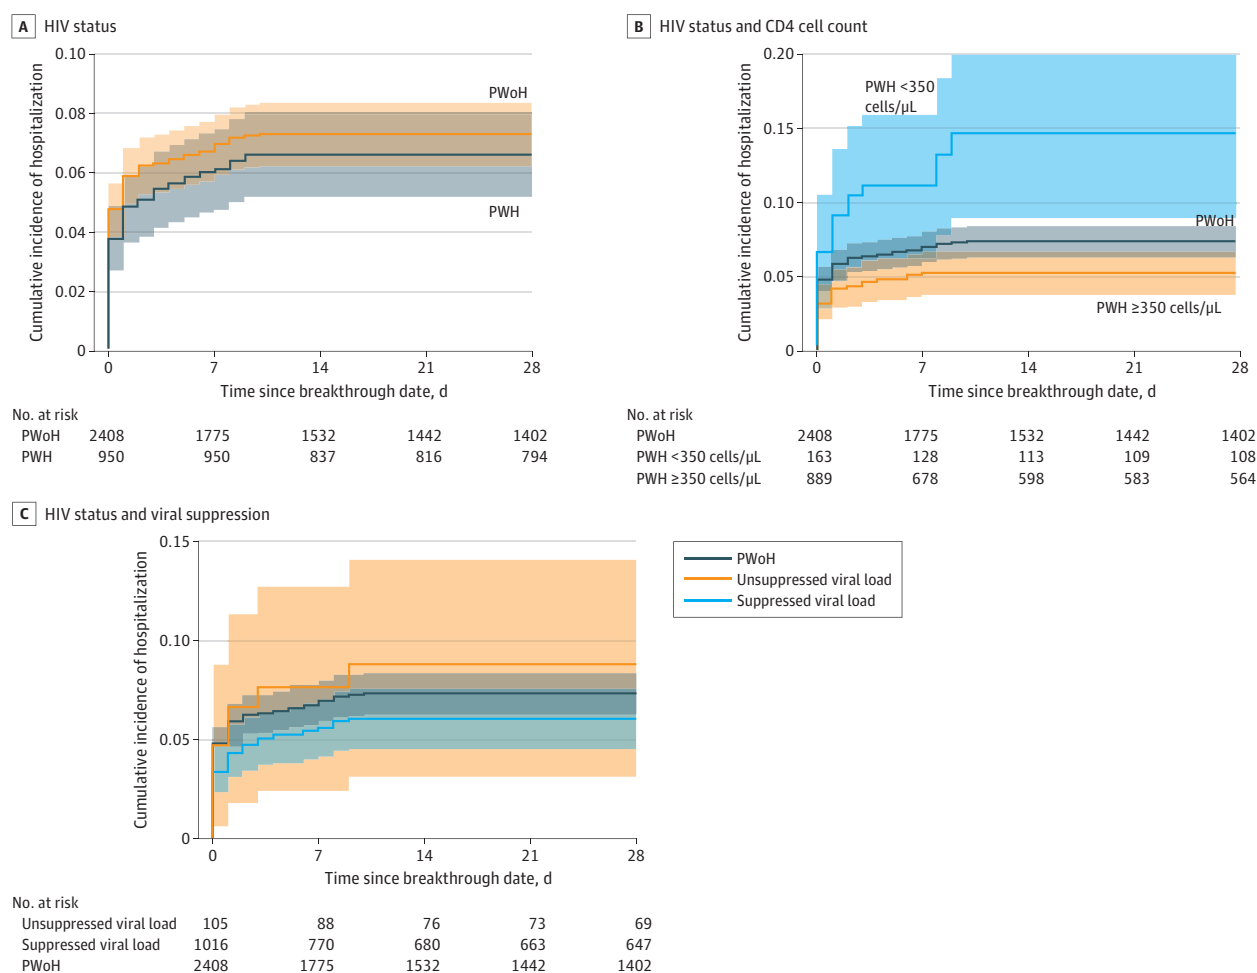 A HIV status
Cumulative incidence of hospitalization
0.10
0.08
0.06
0.04
0.02
0
PWoH
PWH
0 7 14 21 28
Time since breakthrough date, d
No. at risk
PWoH 2408 1775 1532 1442 1402
PWH 950 950 837 816 794
B HIV status and CD4 cell count
Cumulative incidence of hospitalization
0.20
0.15
0.10
0.05
0
PWH <350
cells/µL
PWoH
PWH ≥350 cells/µL
0 7 14 21 28
Time since breakthrough date, d
No. at risk
PWoH 2408 1775 1532 1442 1402
PWH <350 cells/µL 163 128 113 109 108
PWH ≥350 cells/µL 889 678 598 583 564
C HIV status and viral suppression
Cumulative incidence of hospitalization
0.15
0.10
0.05
0
0 7 14 21 28
Time since breakthrough date, d
PWoH
Unsuppressed viral load
Suppressed viral load
No. at risk
Unsuppressed viral load 105 88 76 73 69
Suppressed viral load 1016 770 680 663 647
PWoH 2408 1775 1532 1442 1402